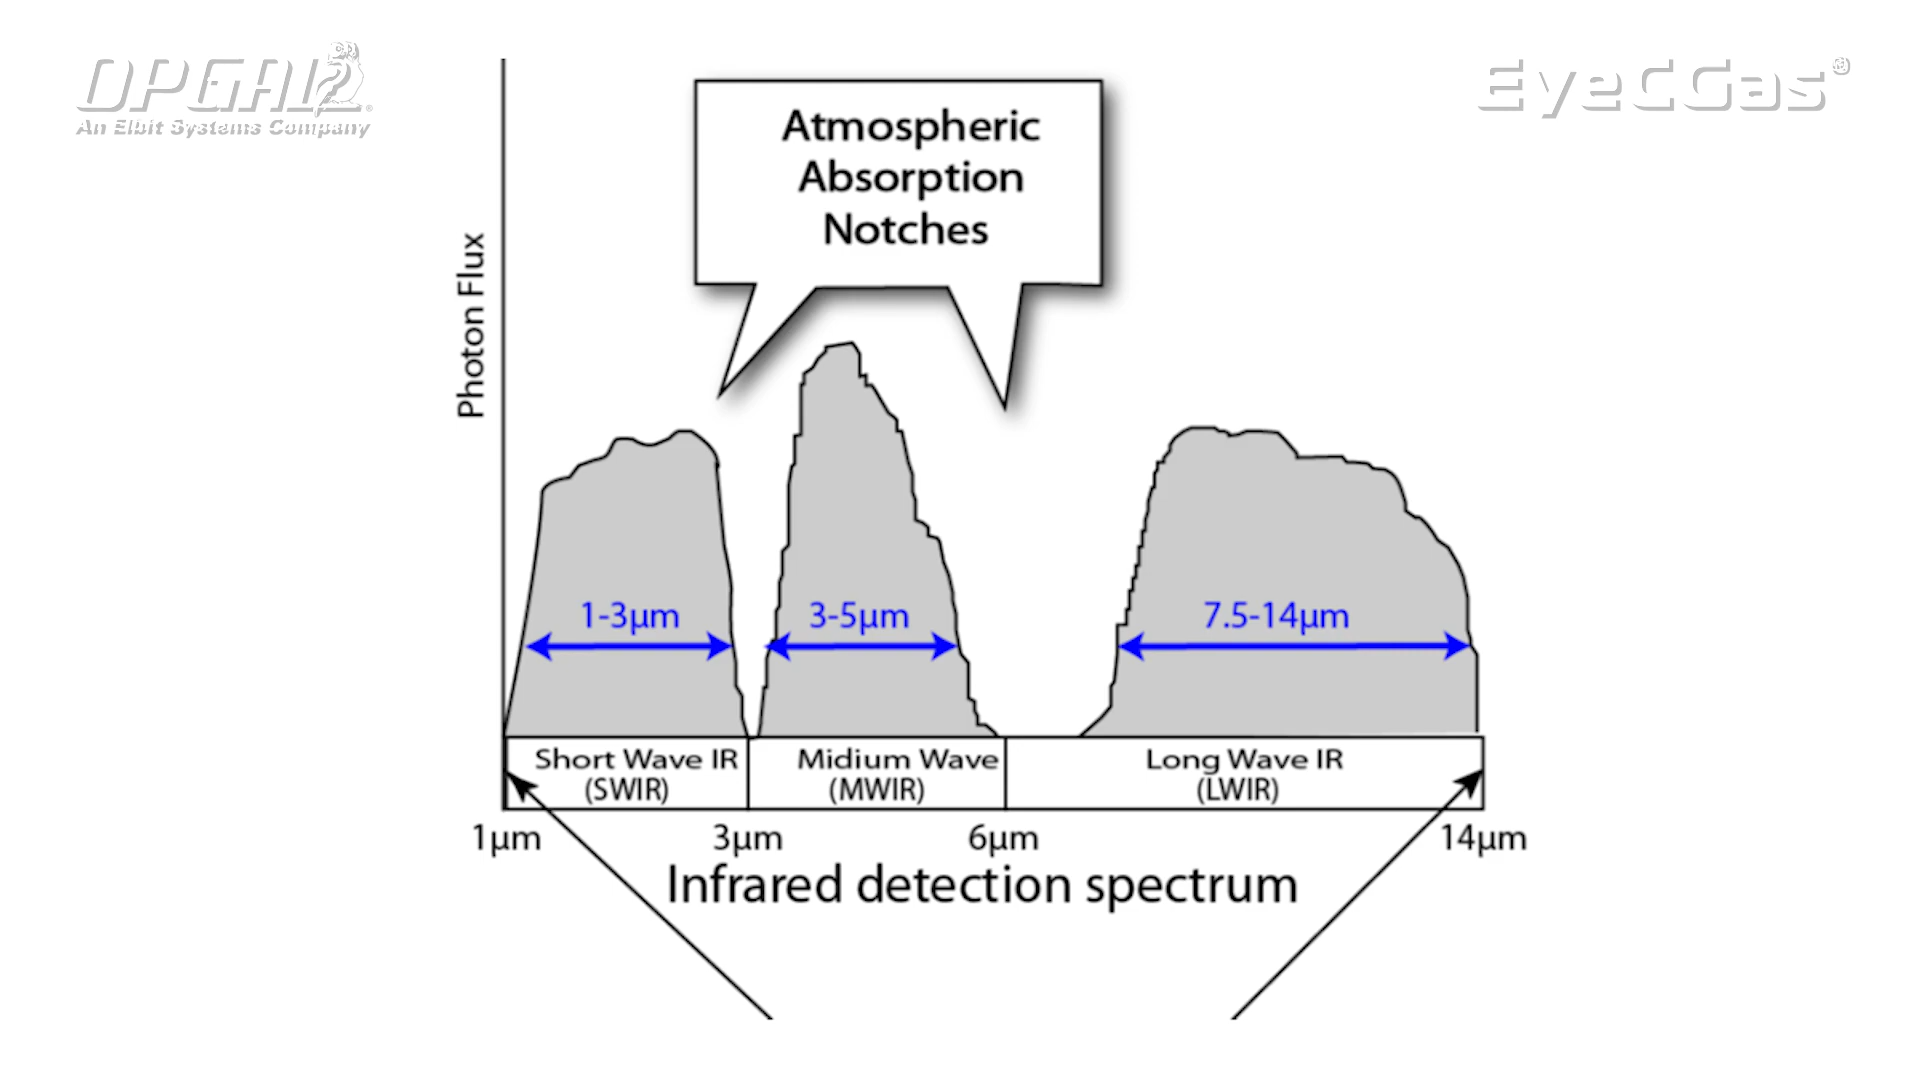 OPGAL
An Elbit Systems Company
EyeCGas®
Atmospheric
Absorption
Notches
Photon Flux
1-3µm
3-5µm
7.5-14µm
Short Wave IR
(SWIR)
Midium Wave
(MWIR)
Long Wave IR
(LWIR)
1µm
3µm
6µm
14µm
Infrared detection spectrum